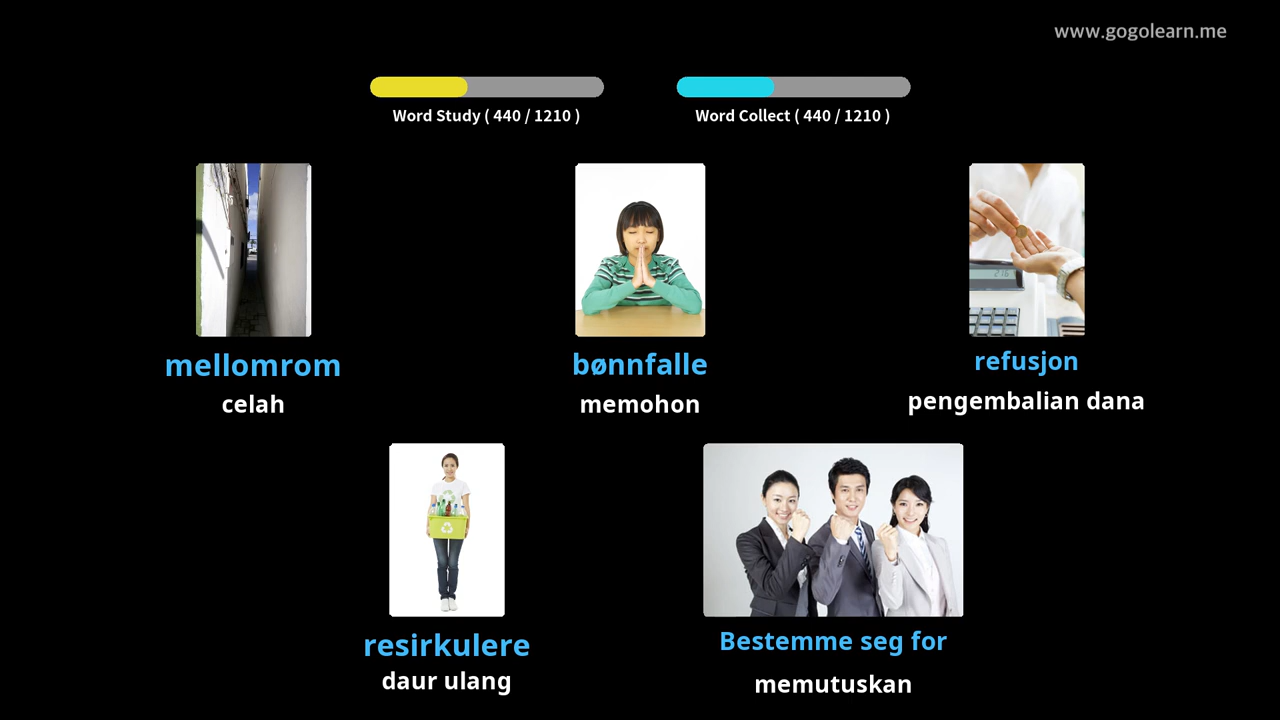 www.gogolearn.me
Word Study ( 440 / 1210 )
Word Collect ( 440 / 1210 )
mellomrom
celah
bønnfalle
memohon
refusjon
pengembalian dana
resirkulere
daur ulang
Bestemme seg for
memutuskan